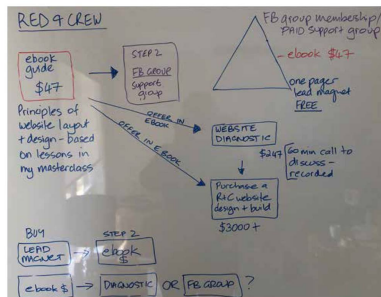 RED & CREW
ebook
guide
$47
STEP 2
FB GROUP
support
group
FB group membership/
PAID support group
ebook $47
one pager
lead magnet
FREE
Principles of
website layout
+ design - based
on lessons in
my masterclass
OFFER IN
EBOOK
OFFER IN EBOOK
WEBSITE
DIAGNOSTIC
$247
60 min call to
discuss -
recorded
Purchase a
R+C website
design + build
$3000+
BUY
STEP 2
LEAD
MAGNET
ebook
$
ebook $
DIAGNOSTIC
OR
FB GROUP
?